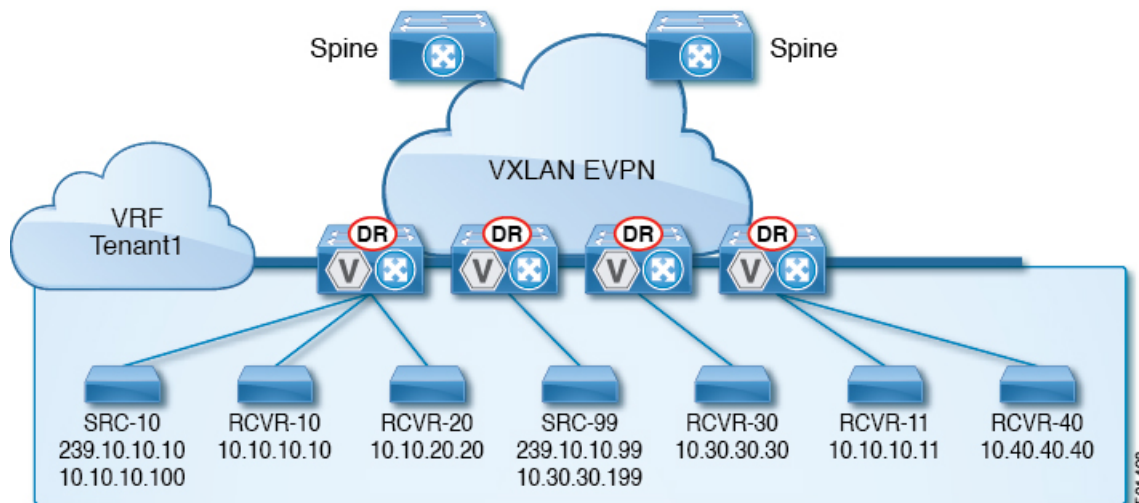 Spine
Spine
VXLAN EVPN
VRF
Tenant1
DR
DR
DR
DR
V
V
V
V
SRC-10
239.10.10.10
10.10.10.100
RCVR-10
10.10.10.10
RCVR-20
10.10.20.20
SRC-99
239.10.10.99
10.30.30.199
RCVR-30
10.30.30.30
RCVR-11
10.10.10.11
RCVR-40
10.40.40.40